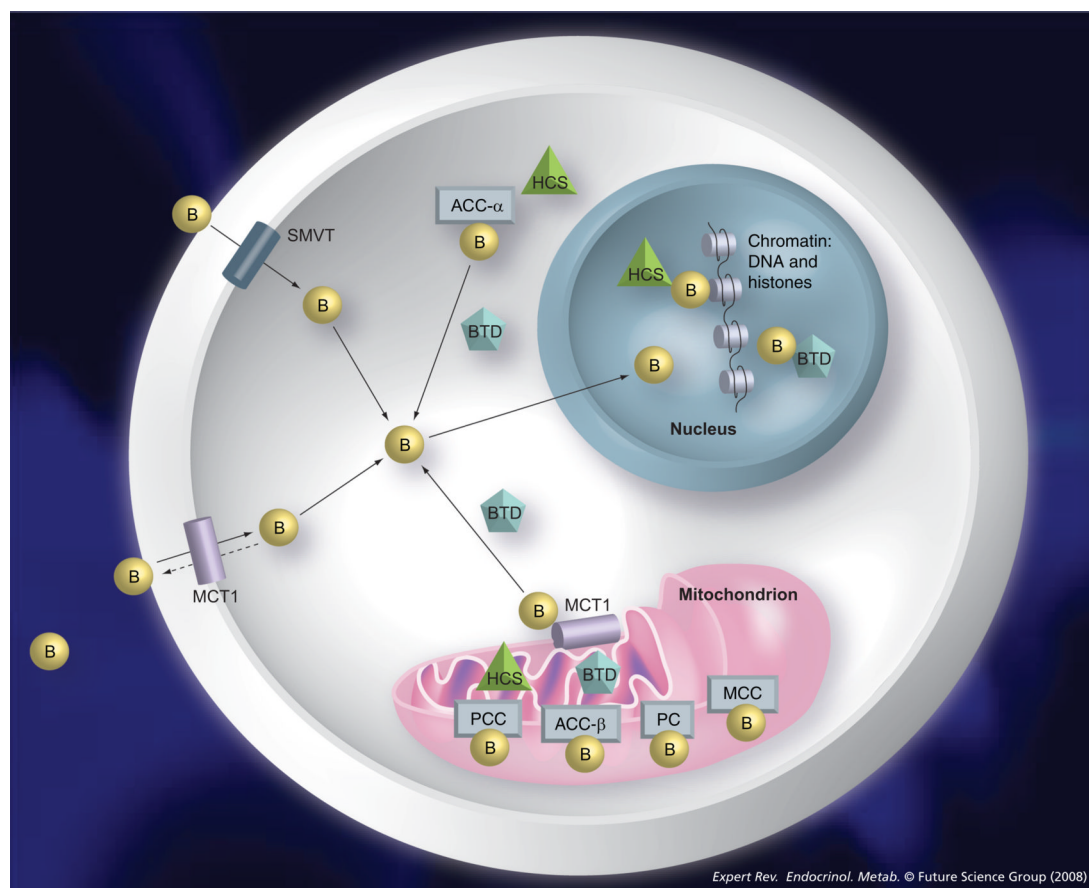 HCS
ACC-α
B
B
SMVT
B
BTD
Chromatin:
DNA and
histones
HCS
B
B
BTD
B
Nucleus
B
BTD
B
B
MCT1
B
B
MCT1
Mitochondrion
HCS
BTD
PCC
B
ACC-β
B
PC
B
MCC
B
Expert Rev. Endocrinol. Metab. © Future Science Group (2008)